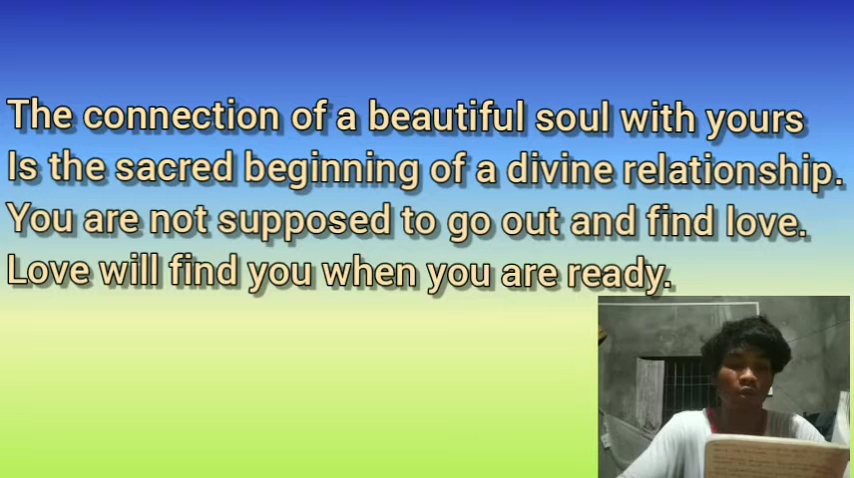 The connection of a beautiful soul with yours
Is the sacred beginning of a divine relationship.
You are not supposed to go out and find love.
Love will find you when you are ready.